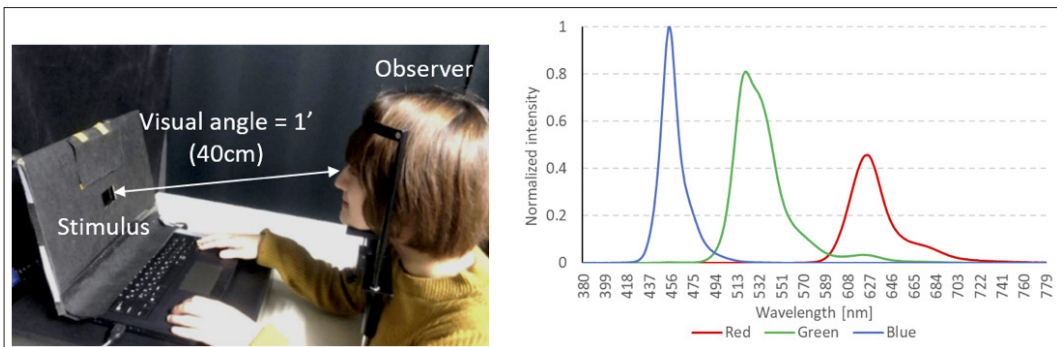 Observer
Visual angle = 1′
(40cm)
Stimulus
Normalized intensity
1
0.8
0.6
0.4
0.2
0
380 399 418 437 456 475 494 513 532 551 570 589 608 627 646 665 684 703 722 741 760 779
Wavelength [nm]
Red Green Blue